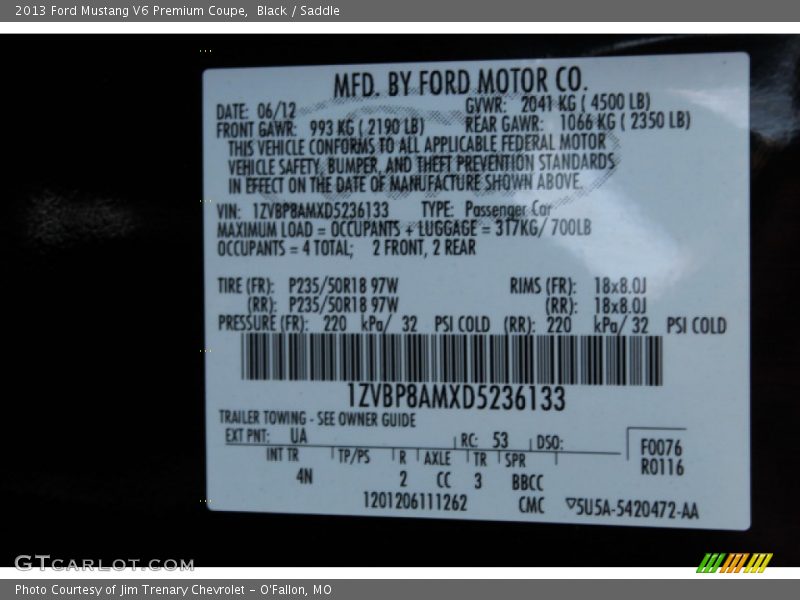 2013 Ford Mustang V6 Premium Coupe, Black / Saddle
MFD. BY FORD MOTOR CO.
DATE: 06/12 GVWR: 2041 KG ( 4500 LB)
FRONT GAWR: 993 KG ( 2190 LB) REAR GAWR: 1066 KG ( 2350 LB)
THIS VEHICLE CONFORMS TO ALL APPLICABLE FEDERAL MOTOR
VEHICLE SAFETY, BUMPER, AND THEFT PREVENTION STANDARDS
IN EFFECT ON THE DATE OF MANUFACTURE SHOWN ABOVE.
VIN: 1ZVBP8AMXD5236133 TYPE: Passenger Car
MAXIMUM LOAD = OCCUPANTS + LUGGAGE = 317KG/ 700LB
OCCUPANTS = 4 TOTAL; 2 FRONT, 2 REAR
TIRE (FR): P235/50R18 97W RIMS (FR): 18x8.0J
(RR): P235/50R18 97W (RR): 18x8.0J
PRESSURE (FR): 220 kPa/ 32 PSI COLD (RR): 220 kPa/ 32 PSI COLD
1ZVBP8AMXD5236133
TRAILER TOWING - SEE OWNER GUIDE
EXT PNT: UA RC: 53 DSO: F0076
INT TR TP/PS R AXLE TR SPR R0116
4N 2 CC 3 BBCC
1201206111262 CMC ▽5U5A-5420472-AA
GTCARLOT.COM
Photo Courtesy of Jim Trenary Chevrolet - O'Fallon, MO